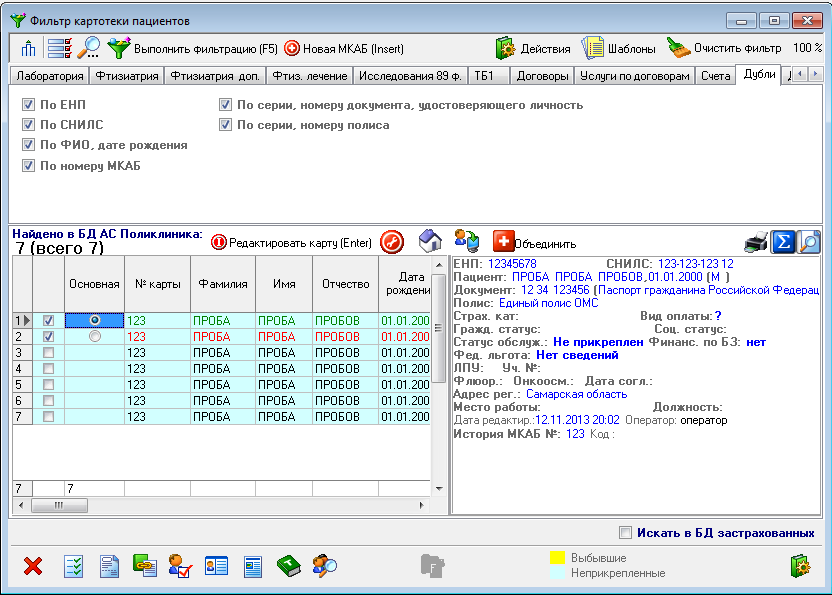 Фильтр картотеки пациентов
Выполнить фильтрацию (F5) Новая МКАБ (Insert) Действия Шаблоны Очистить фильтр 100 %
Лаборатория Фтизиатрия Фтизиатрия доп. Фтиз. лечение Исследования 89 ф. ТБ1 Договоры Услуги по договорам Счета Дубли
По ЕНП По серии, номеру документа, удостоверяющего личность
По СНИЛС По серии, номеру полиса
По ФИО, дате рождения
По номеру МКАБ
Найдено в БД АС Поликлиника:
7 (всего 7) Редактировать карту (Enter) Объединить
Основная № карты Фамилия Имя Отчество Дата рождени
1 123 ПРОБА ПРОБА ПРОБОВ 01.01.200
2 123 ПРОБА ПРОБА ПРОБОВ 01.01.200
3 123 ПРОБА ПРОБА ПРОБОВ 01.01.200
4 123 ПРОБА ПРОБА ПРОБОВ 01.01.200
5 123 ПРОБА ПРОБА ПРОБОВ 01.01.200
6 123 ПРОБА ПРОБА ПРОБОВ 01.01.200
7 123 ПРОБА ПРОБА ПРОБОВ 01.01.200
7 7
ЕНП: 12345678 СНИЛС: 123-123-123 12
Пациент: ПРОБА ПРОБА ПРОБОВ,01.01.2000 (М )
Документ: 12 34 123456 (Паспорт гражданина Российской Федерац
Полис: Единый полис ОМС
Страх. кат: Вид оплаты:?
Гражд. статус: Соц. статус:
Статус обслуж.: Не прикреплен Финанс. по БЗ: нет
Фед. льгота: Нет сведений
ЛПУ: Уч. №:
Флюор.: Онкоосм.: Дата согл.:
Адрес рег.: Самарская область
Место работы: Должность:
Дата редактир.:12.11.2013 20:02 Оператор: оператор
История МКАБ №: 123 Код :
Искать в БД застрахованных
Выбывшие
Неприкрепленные